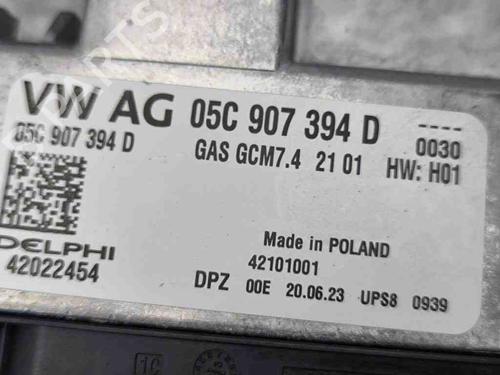 VW AG 05C 907 394 D ----
05C 907 394 D GAS GCM7.4 21 01 0030
HW: H01
DELPHI
42022454
Made in POLAND
42101001
DPZ 00E 20.06.23 UPS8 0939